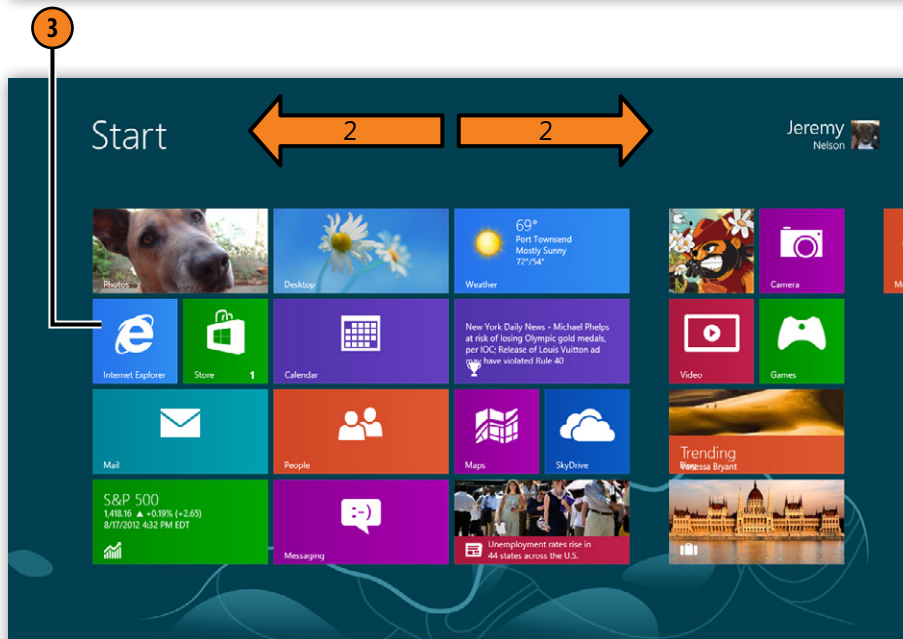 3
2
2
Start
Jeremy
Nelson
Photos
Desktop
69°
Port Townsend
Mostly Sunny
72°/54°
Weather
Camera
Internet Explorer
Store
1
Calendar
New York Daily News - Michael Phelps
at risk of losing Olympic gold medals,
per IOC; Release of Louis Vuitton ad
may have violated Rule 40
Video
Games
Mail
People
Maps
SkyDrive
Trending
Vanessa Bryant
S&P 500
1,418.16 ▲ +0.19% (+2.65)
8/17/2012 4:32 PM EDT
Messaging
:-)
Unemployment rates rise in
44 states across the U.S.